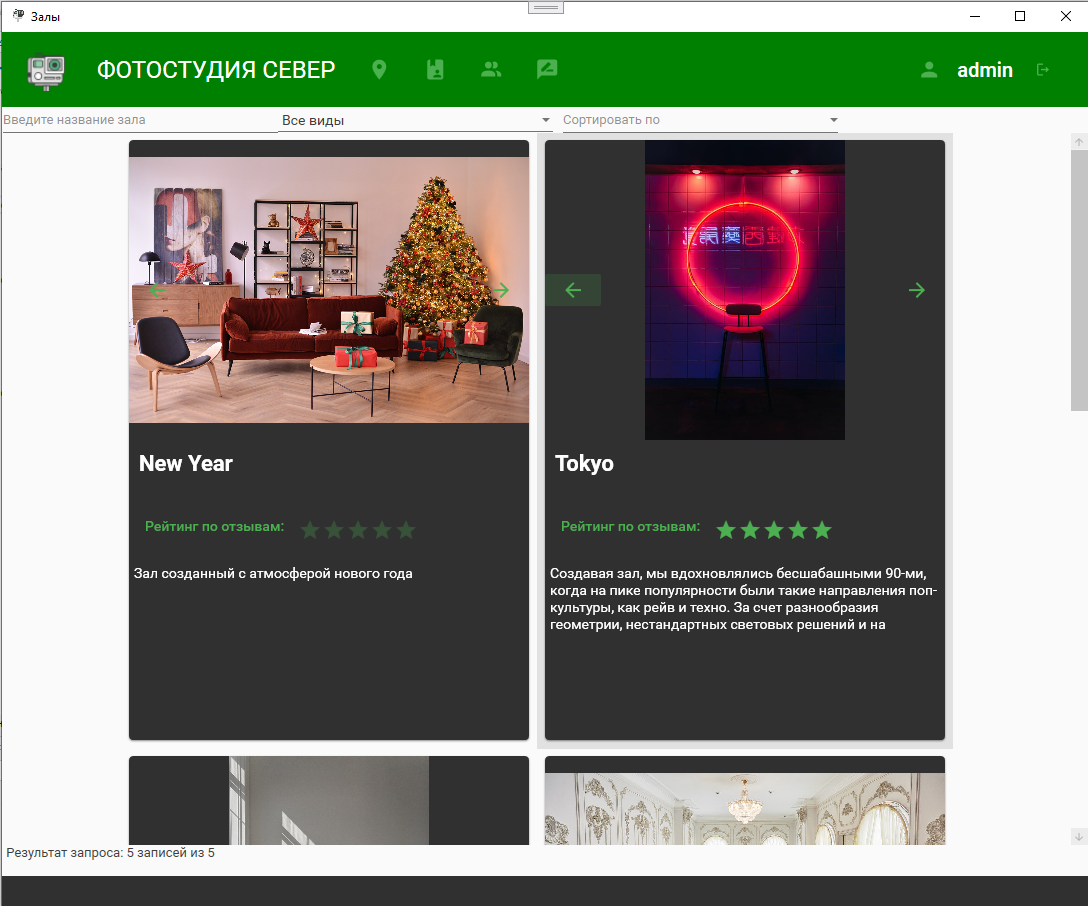 Залы
ФОТОСТУДИЯ СЕВЕР
admin
Введите название зала
Все виды
Сортировать по
New Year
Рейтинг по отзывам:
Зал созданный с атмосферой нового года
Tokyo
Рейтинг по отзывам:
Создавая зал, мы вдохновлялись бесшабашными 90-ми,
когда на пике популярности были такие направления поп-
культуры, как рейв и техно. За счет разнообразия
геометрии, нестандартных световых решений и на
Результат запроса: 5 записей из 5